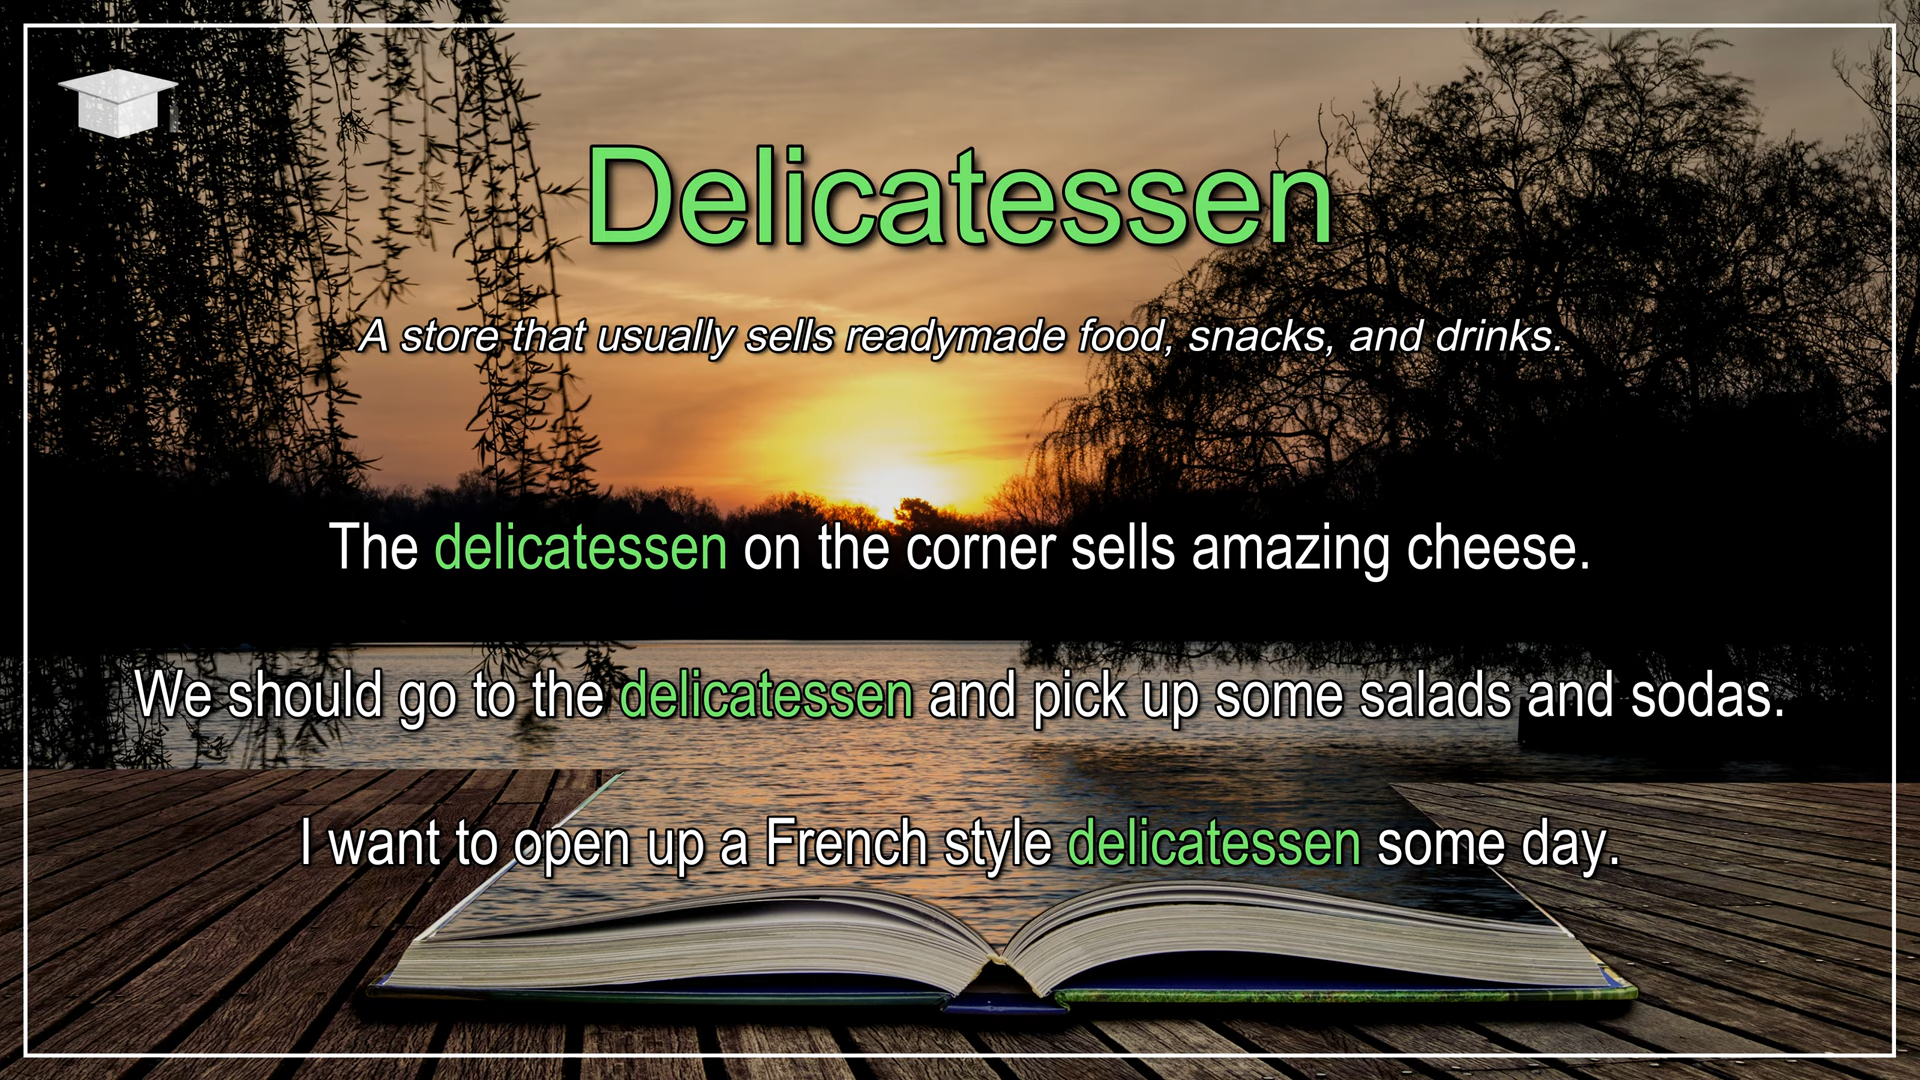 Delicatessen
A store that usually sells readymade food, snacks, and drinks.
The delicatessen on the corner sells amazing cheese.
We should go to the delicatessen and pick up some salads and sodas.
I want to open up a French style delicatessen some day.